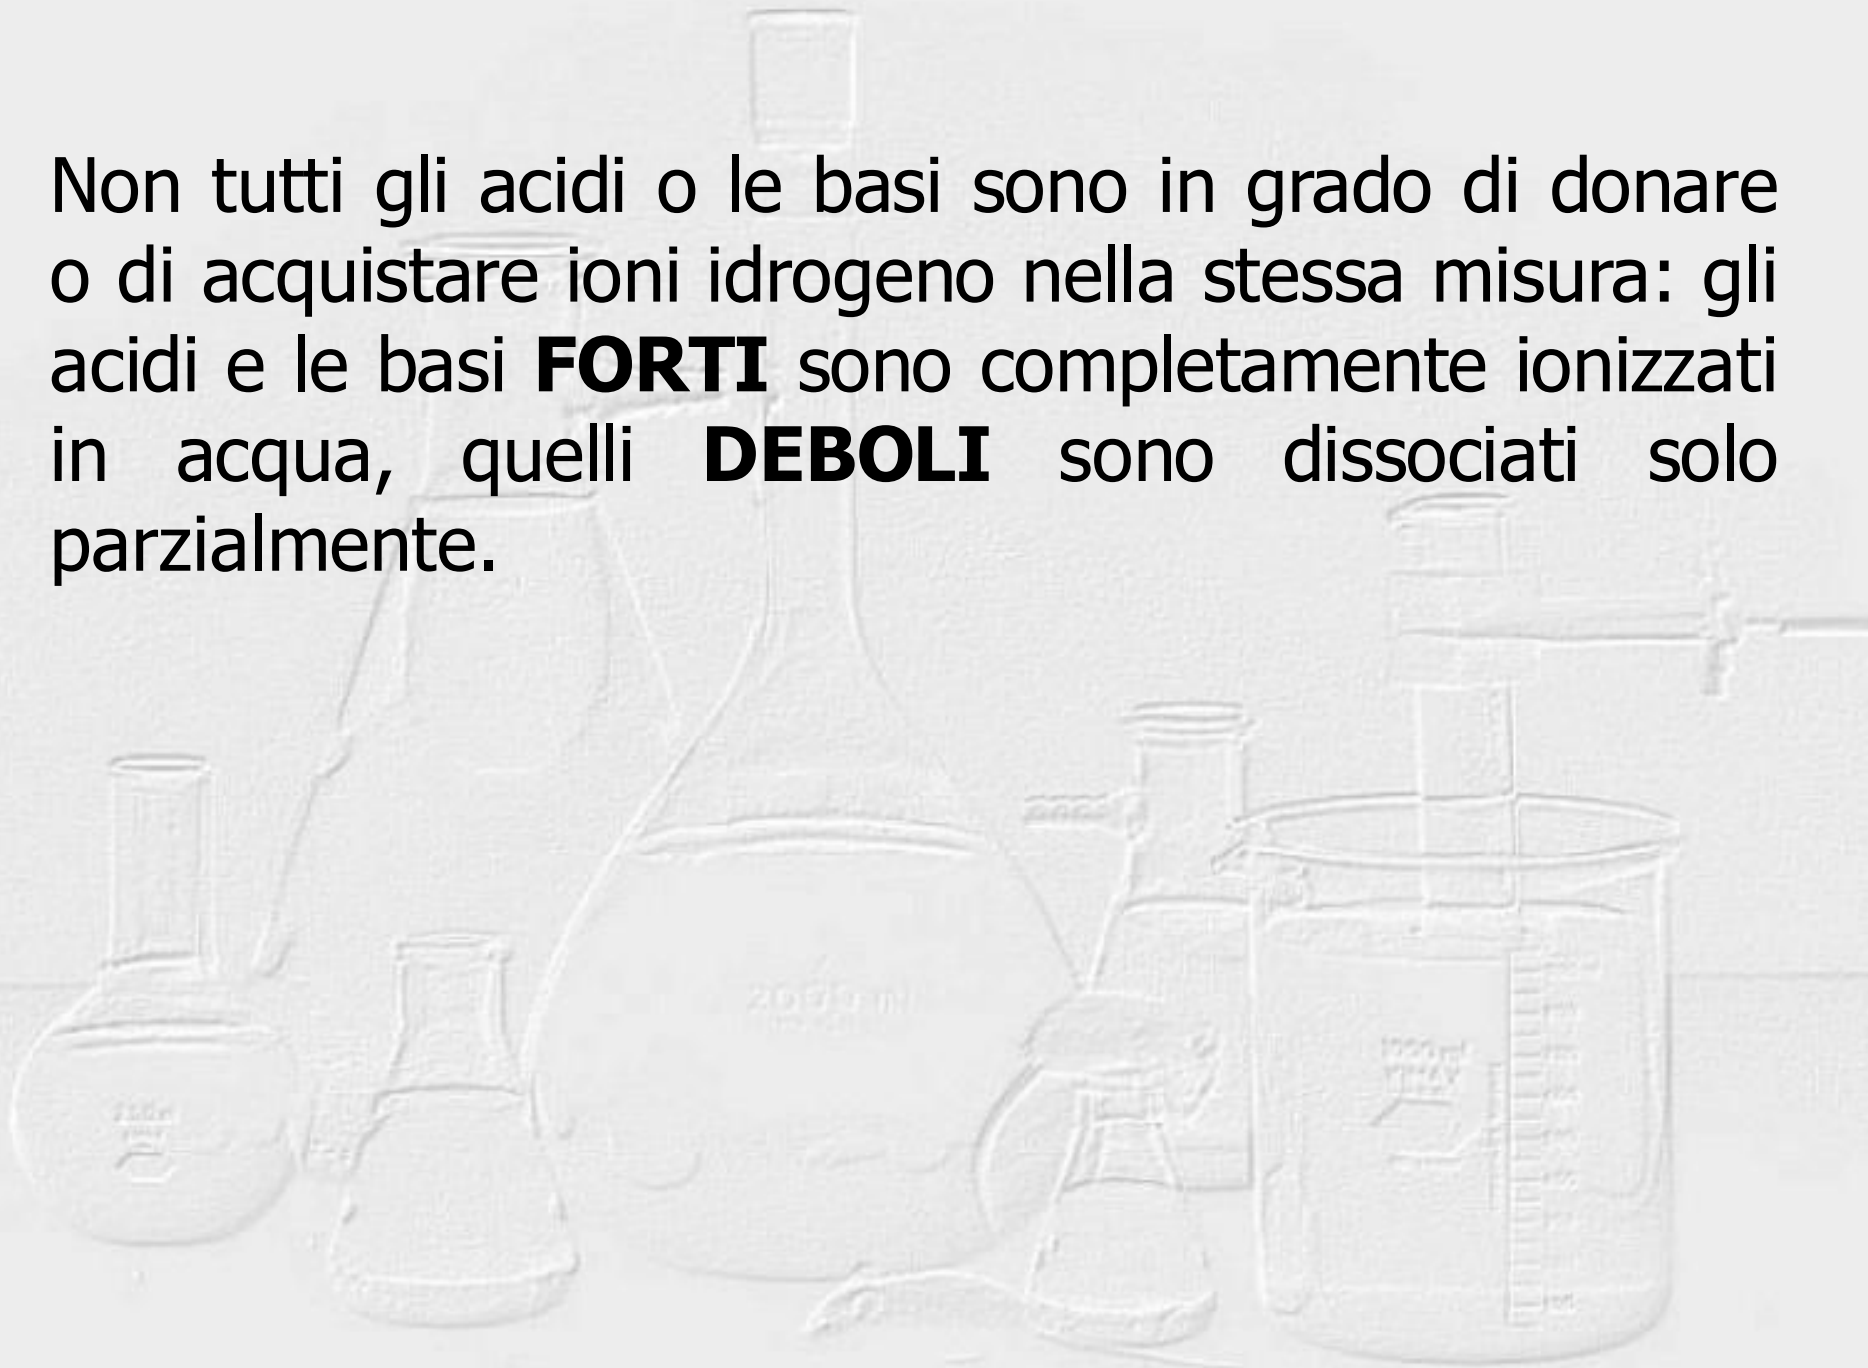 Non tutti gli acidi o le basi sono in grado di donare
o di acquistare ioni idrogeno nella stessa misura: gli
acidi e le basi FORTI sono completamente ionizzati
in acqua, quelli DEBOLI sono dissociati solo
parzialmente.